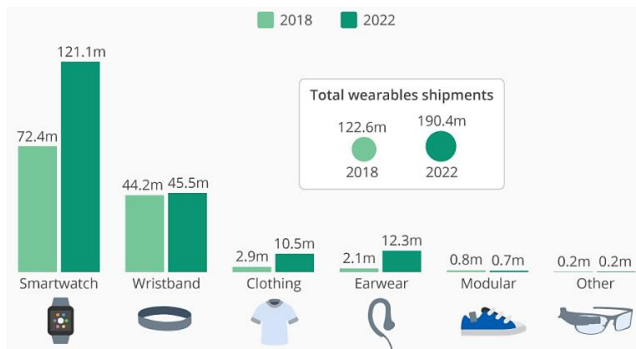 2018 2022
121.1m
72.4m
44.2m 45.5m
2.9m 10.5m
2.1m 12.3m
0.8m 0.7m
0.2m 0.2m
Total wearables shipments
122.6m 190.4m
2018 2022
Smartwatch Wristband Clothing Earwear Modular Other